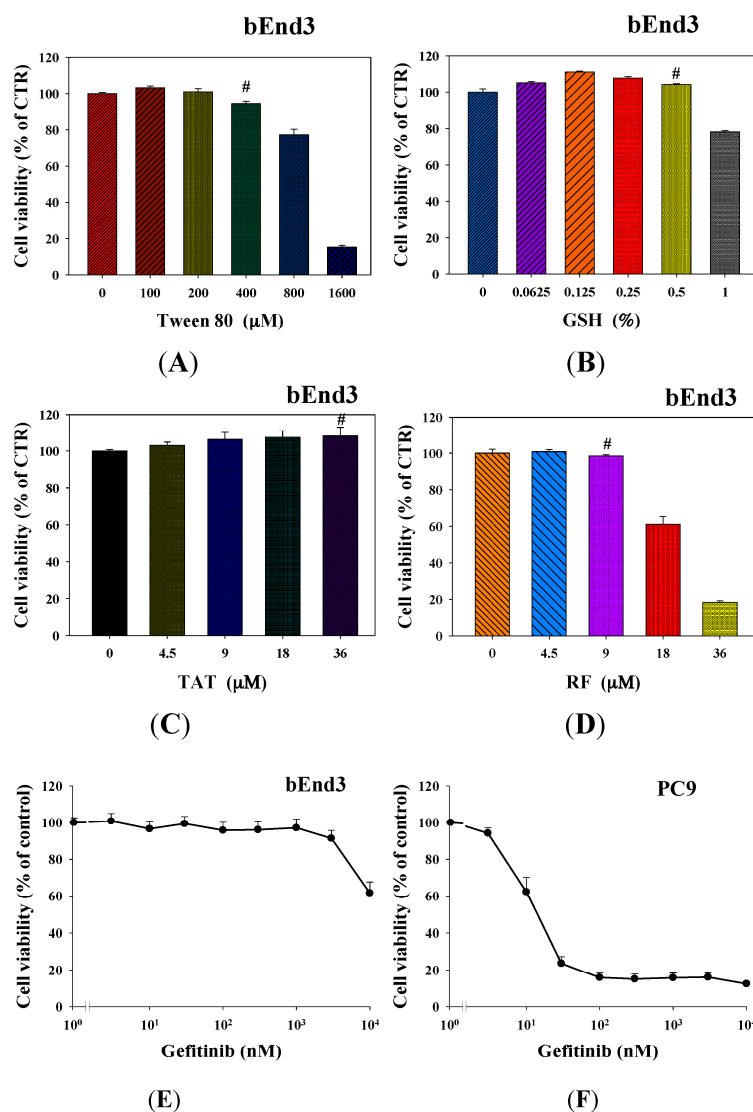 bEnd3
Cell viability (% of CTR)
120
100
80
60
40
20
0
#
0 100 200 400 800 1600
Tween 80 (μM)
(A)
bEnd3
Cell viability (% of CTR)
120
100
80
60
40
20
0
#
0 0.0625 0.125 0.25 0.5 1
GSH (%)
(B)
bEnd3
Cell viability (% of CTR)
120
100
80
60
40
20
0
#
0 4.5 9 18 36
TAT (μM)
(C)
bEnd3
Cell viability (% of CTR)
120
100
80
60
40
20
0
#
0 4.5 9 18 36
RF (μM)
(D)
bEnd3
Cell viability (% of control)
120
100
80
60
40
20
0
10⁰ 10¹ 10² 10³ 10⁴
Gefitinib (nM)
(E)
PC9
Cell viability (% of control)
120
100
80
60
40
20
0
10⁰ 10¹ 10² 10³
Gefitinib (nM)
(F)